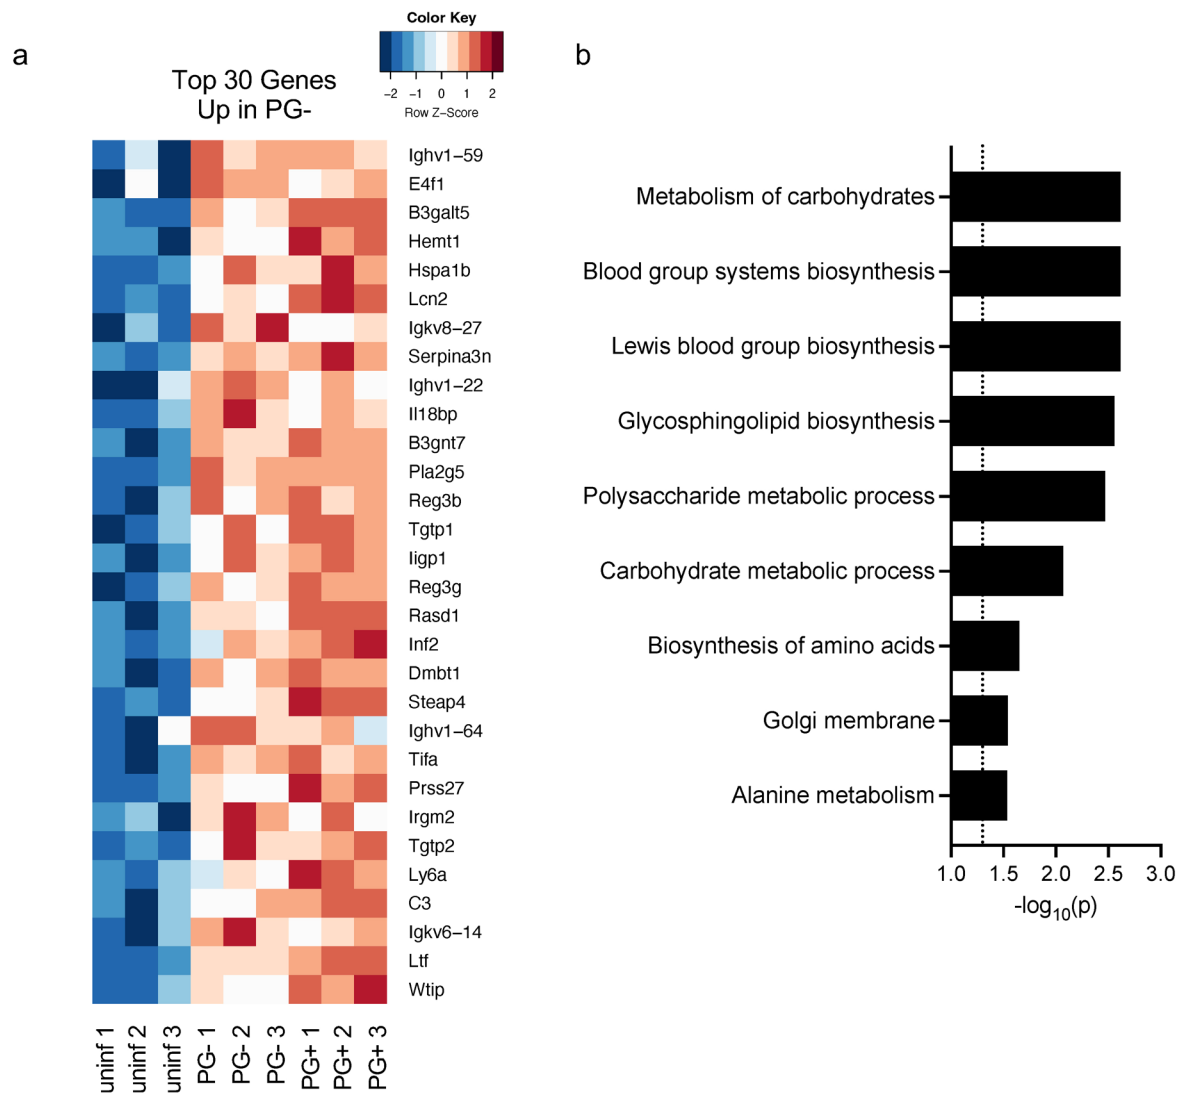 a
Top 30 Genes
Up in PG-
Color Key
−2 −1 0 1 2
Row Z−Score
Ighv1−59
E4f1
B3galt5
Hemt1
Hspa1b
Lcn2
Igkv8−27
Serpina3n
Ighv1−22
Il18bp
B3gnt7
Pla2g5
Reg3b
Tgtp1
Iigp1
Reg3g
Rasd1
Inf2
Dmbt1
Steap4
Ighv1−64
Tifa
Prss27
Irgm2
Tgtp2
Ly6a
C3
Igkv6−14
Ltf
Wtip
uninf 1
uninf 2
uninf 3
PG- 1
PG- 2
PG- 3
PG+ 1
PG+ 2
PG+ 3
b
Metabolism of carbohydrates
Blood group systems biosynthesis
Lewis blood group biosynthesis
Glycosphingolipid biosynthesis
Polysaccharide metabolic process
Carbohydrate metabolic process
Biosynthesis of amino acids
Golgi membrane
Alanine metabolism
1.0 1.5 2.0 2.5 3.0
-log10(p)